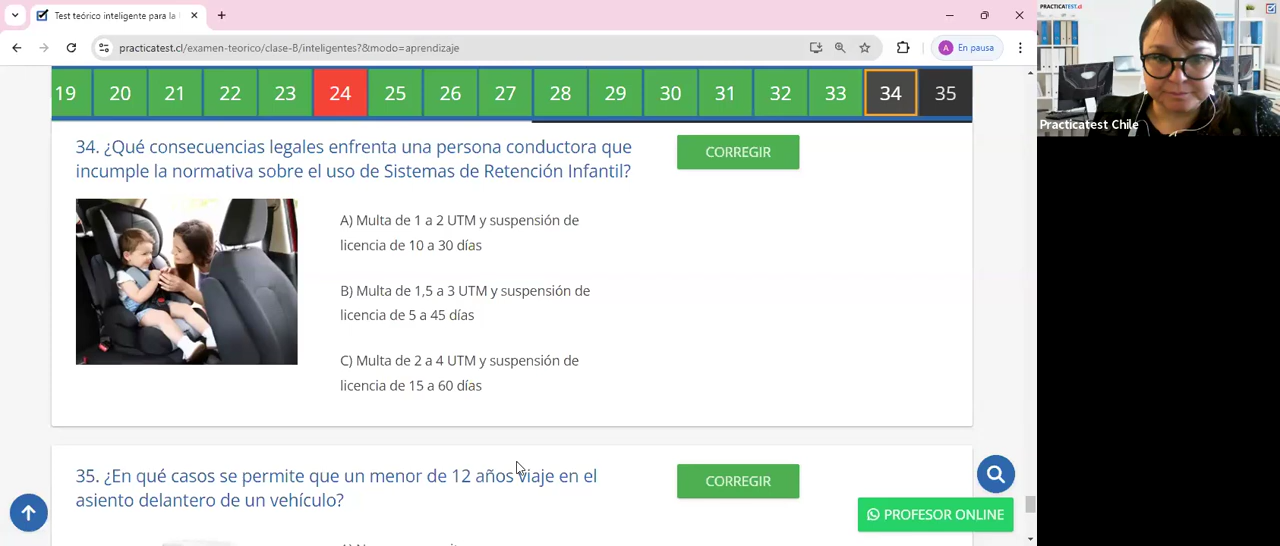 Test teórico inteligente para la
practicatest.cl/examen-teorico/clase-B/inteligentes?&modo=aprendizaje
A En pausa
PRACTICATEST.cl
Practicatest Chile
19 20 21 22 23 24 25 26 27 28 29 30 31 32 33 34 35
34. ¿Qué consecuencias legales enfrenta una persona conductora que
incumple la normativa sobre el uso de Sistemas de Retención Infantil?
CORREGIR
A) Multa de 1 a 2 UTM y suspensión de
licencia de 10 a 30 días
B) Multa de 1,5 a 3 UTM y suspensión de
licencia de 5 a 45 días
C) Multa de 2 a 4 UTM y suspensión de
licencia de 15 a 60 días
35. ¿En qué casos se permite que un menor de 12 años viaje en el
asiento delantero de un vehículo?
CORREGIR
PROFESOR ONLINE